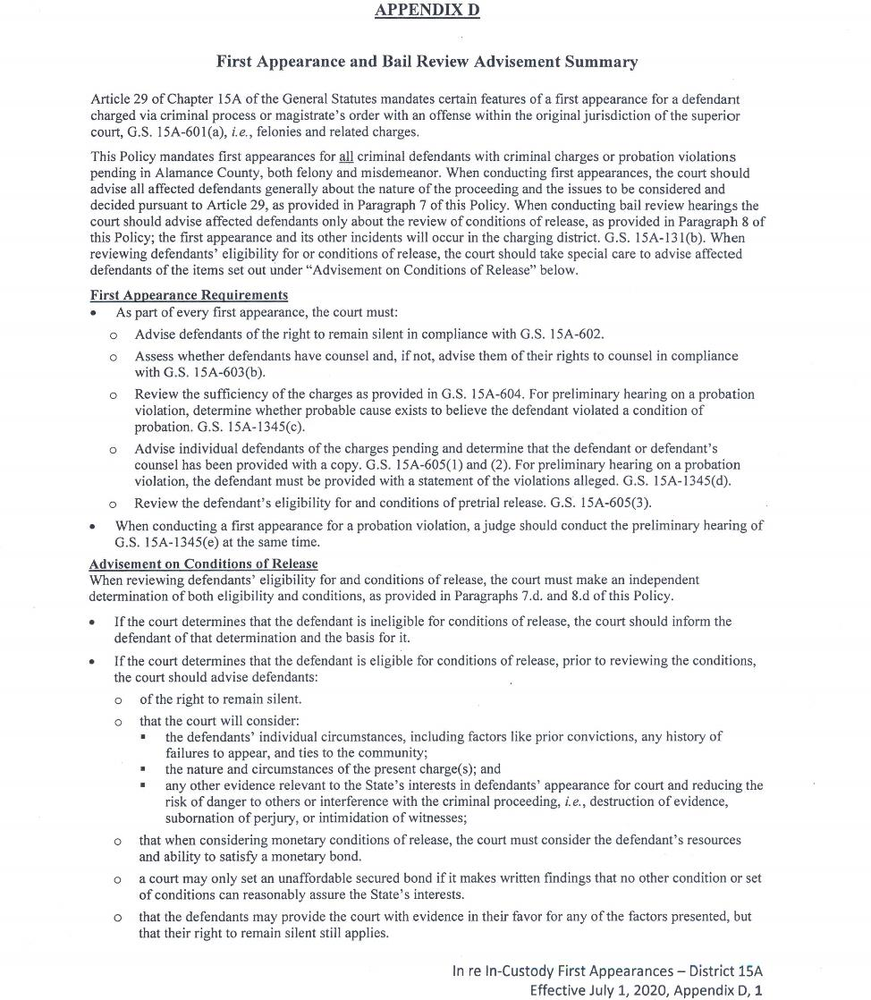 APPENDIX D
First Appearance and Bail Review Advisement Summary
Article 29 of Chapter 15A of the General Statutes mandates certain features of a first appearance for a defendant
charged via criminal process or magistrate's order with an offense within the original jurisdiction of the superior
court, G.S. 15A-601(a), i.e., felonies and related charges.
This Policy mandates first appearances for all criminal defendants with criminal charges or probation violations
pending in Alamance County, both felony and misdemeanor. When conducting first appearances, the court should
advise all affected defendants generally about the nature of the proceeding and the issues to be considered and
decided pursuant to Article 29, as provided in Paragraph 7 of this Policy. When conducting bail review hearings the
court should advise affected defendants only about the review of conditions of release, as provided in Paragraph 8 of
this Policy; the first appearance and its other incidents will occur in the charging district. G.S. 15A-131(b). When
reviewing defendants' eligibility for or conditions of release, the court should take special care to advise affected
defendants of the items set out under "Advisement on Conditions of Release" below.
First Appearance Requirements
• As part of every first appearance, the court must:
o Advise defendants of the right to remain silent in compliance with G.S. 15A-602.
o Assess whether defendants have counsel and, if not, advise them of their rights to counsel in compliance
with G.S. 15A-603(b).
o Review the sufficiency of the charges as provided in G.S. 15A-604. For preliminary hearing on a probation
violation, determine whether probable cause exists to believe the defendant violated a condition of
probation. G.S. 15A-1345(c).
o Advise individual defendants of the charges pending and determine that the defendant or defendant's
counsel has been provided with a copy. G.S. 15A-605(1) and (2). For preliminary hearing on a probation
violation, the defendant must be provided with a statement of the violations alleged. G.S. 15A-1345(d).
o Review the defendant's eligibility for and conditions of pretrial release. G.S. 15A-605(3).
• When conducting a first appearance for a probation violation, a judge should conduct the preliminary hearing of
G.S. 15A-1345(e) at the same time.
Advisement on Conditions of Release
When reviewing defendants' eligibility for and conditions of release, the court must make an independent
determination of both eligibility and conditions, as provided in Paragraphs 7.d. and 8.d of this Policy.
• If the court determines that the defendant is ineligible for conditions of release, the court should inform the
defendant of that determination and the basis for it.
• If the court determines that the defendant is eligible for conditions of release, prior to reviewing the conditions,
the court should advise defendants:
o of the right to remain silent.
o that the court will consider:
▪ the defendants' individual circumstances, including factors like prior convictions, any history of
failures to appear, and ties to the community;
▪ the nature and circumstances of the present charge(s); and
▪ any other evidence relevant to the State's interests in defendants' appearance for court and reducing the
risk of danger to others or interference with the criminal proceeding, i.e., destruction of evidence,
subornation of perjury, or intimidation of witnesses;
o that when considering monetary conditions of release, the court must consider the defendant's resources
and ability to satisfy a monetary bond.
o a court may only set an unaffordable secured bond if it makes written findings that no other condition or set
of conditions can reasonably assure the State's interests.
o that the defendants may provide the court with evidence in their favor for any of the factors presented, but
that their right to remain silent still applies.
In re In-Custody First Appearances – District 15A
Effective July 1, 2020, Appendix D, 1